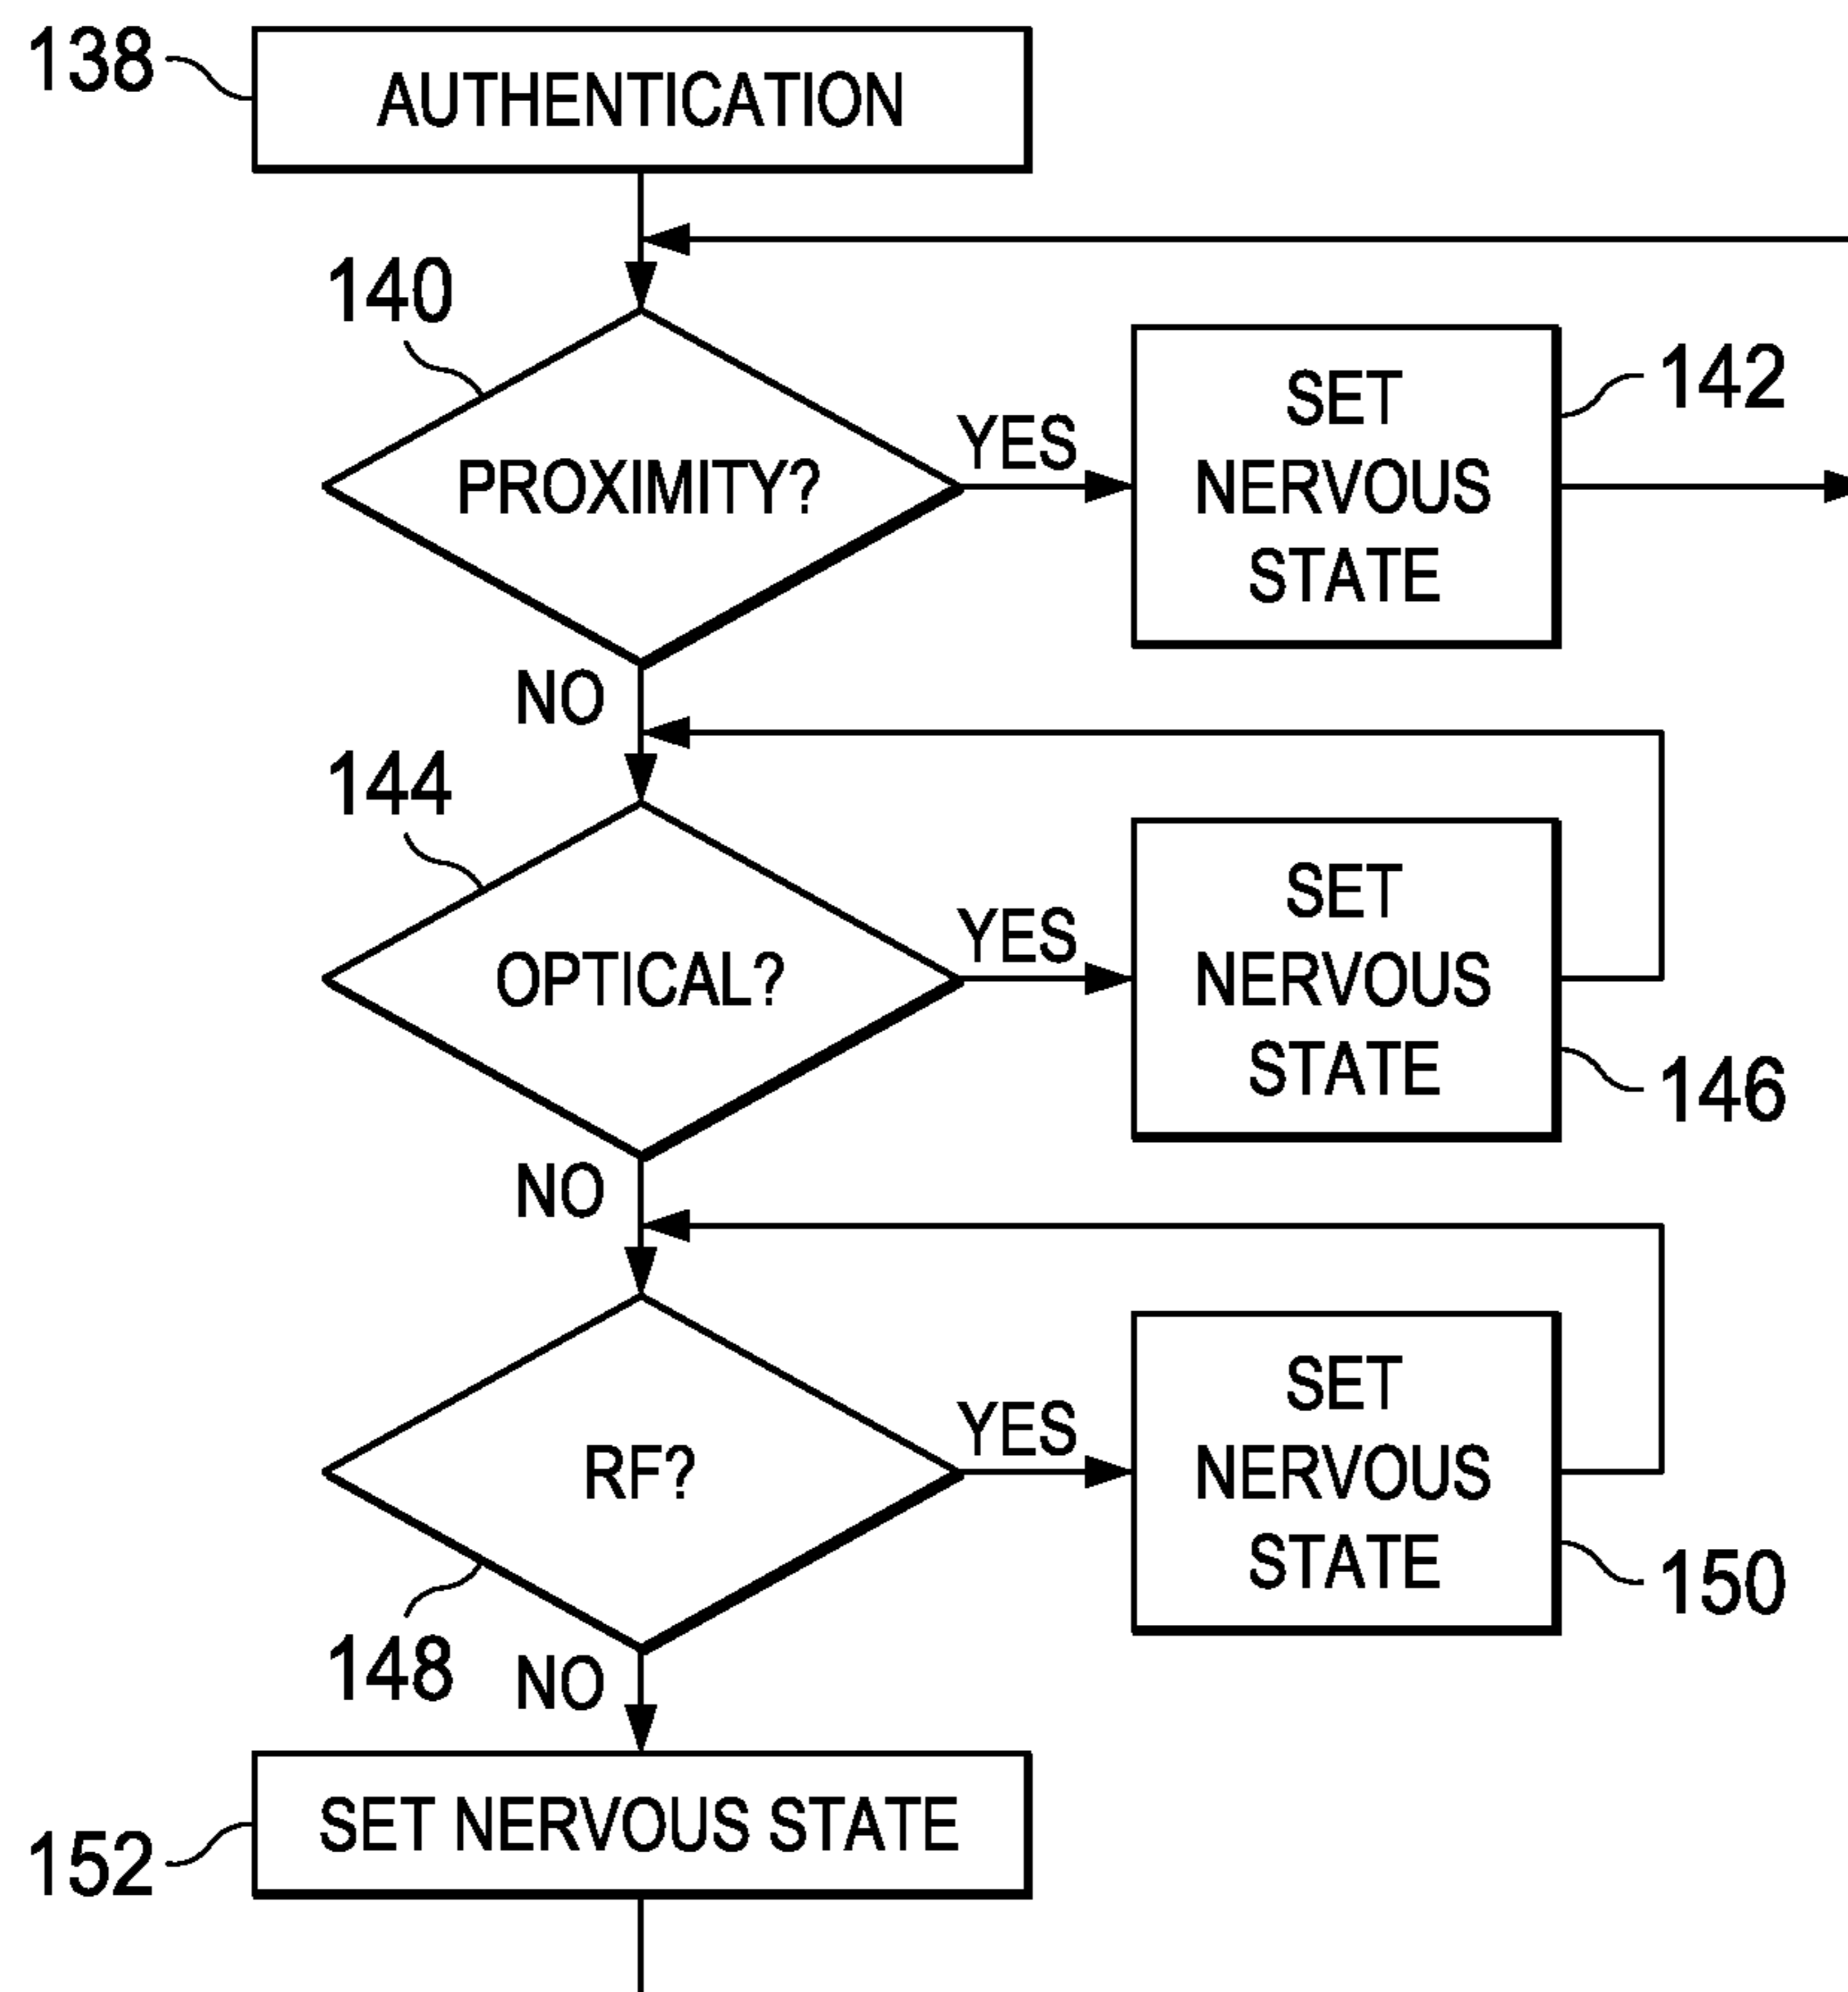 138
AUTHENTICATION
140
PROXIMITY?
YES
SET
NERVOUS
STATE
142
NO
144
OPTICAL?
YES
SET
NERVOUS
STATE
146
NO
RF?
YES
SET
NERVOUS
STATE
150
148
NO
SET NERVOUS STATE
152